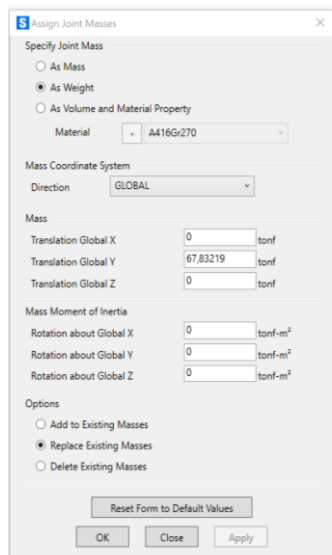 S Assign Joint Masses
Specify Joint Mass
As Mass
As Weight
As Volume and Material Property
Material + A416Gr270
Mass Coordinate System
Direction GLOBAL
Mass
Translation Global X 0 tonf
Translation Global Y 67,83219 tonf
Translation Global Z 0 tonf
Mass Moment of Inertia
Rotation about Global X 0 tonf-m²
Rotation about Global Y 0 tonf-m²
Rotation about Global Z 0 tonf-m²
Options
Add to Existing Masses
Replace Existing Masses
Delete Existing Masses
Reset Form to Default Values
OK Close Apply